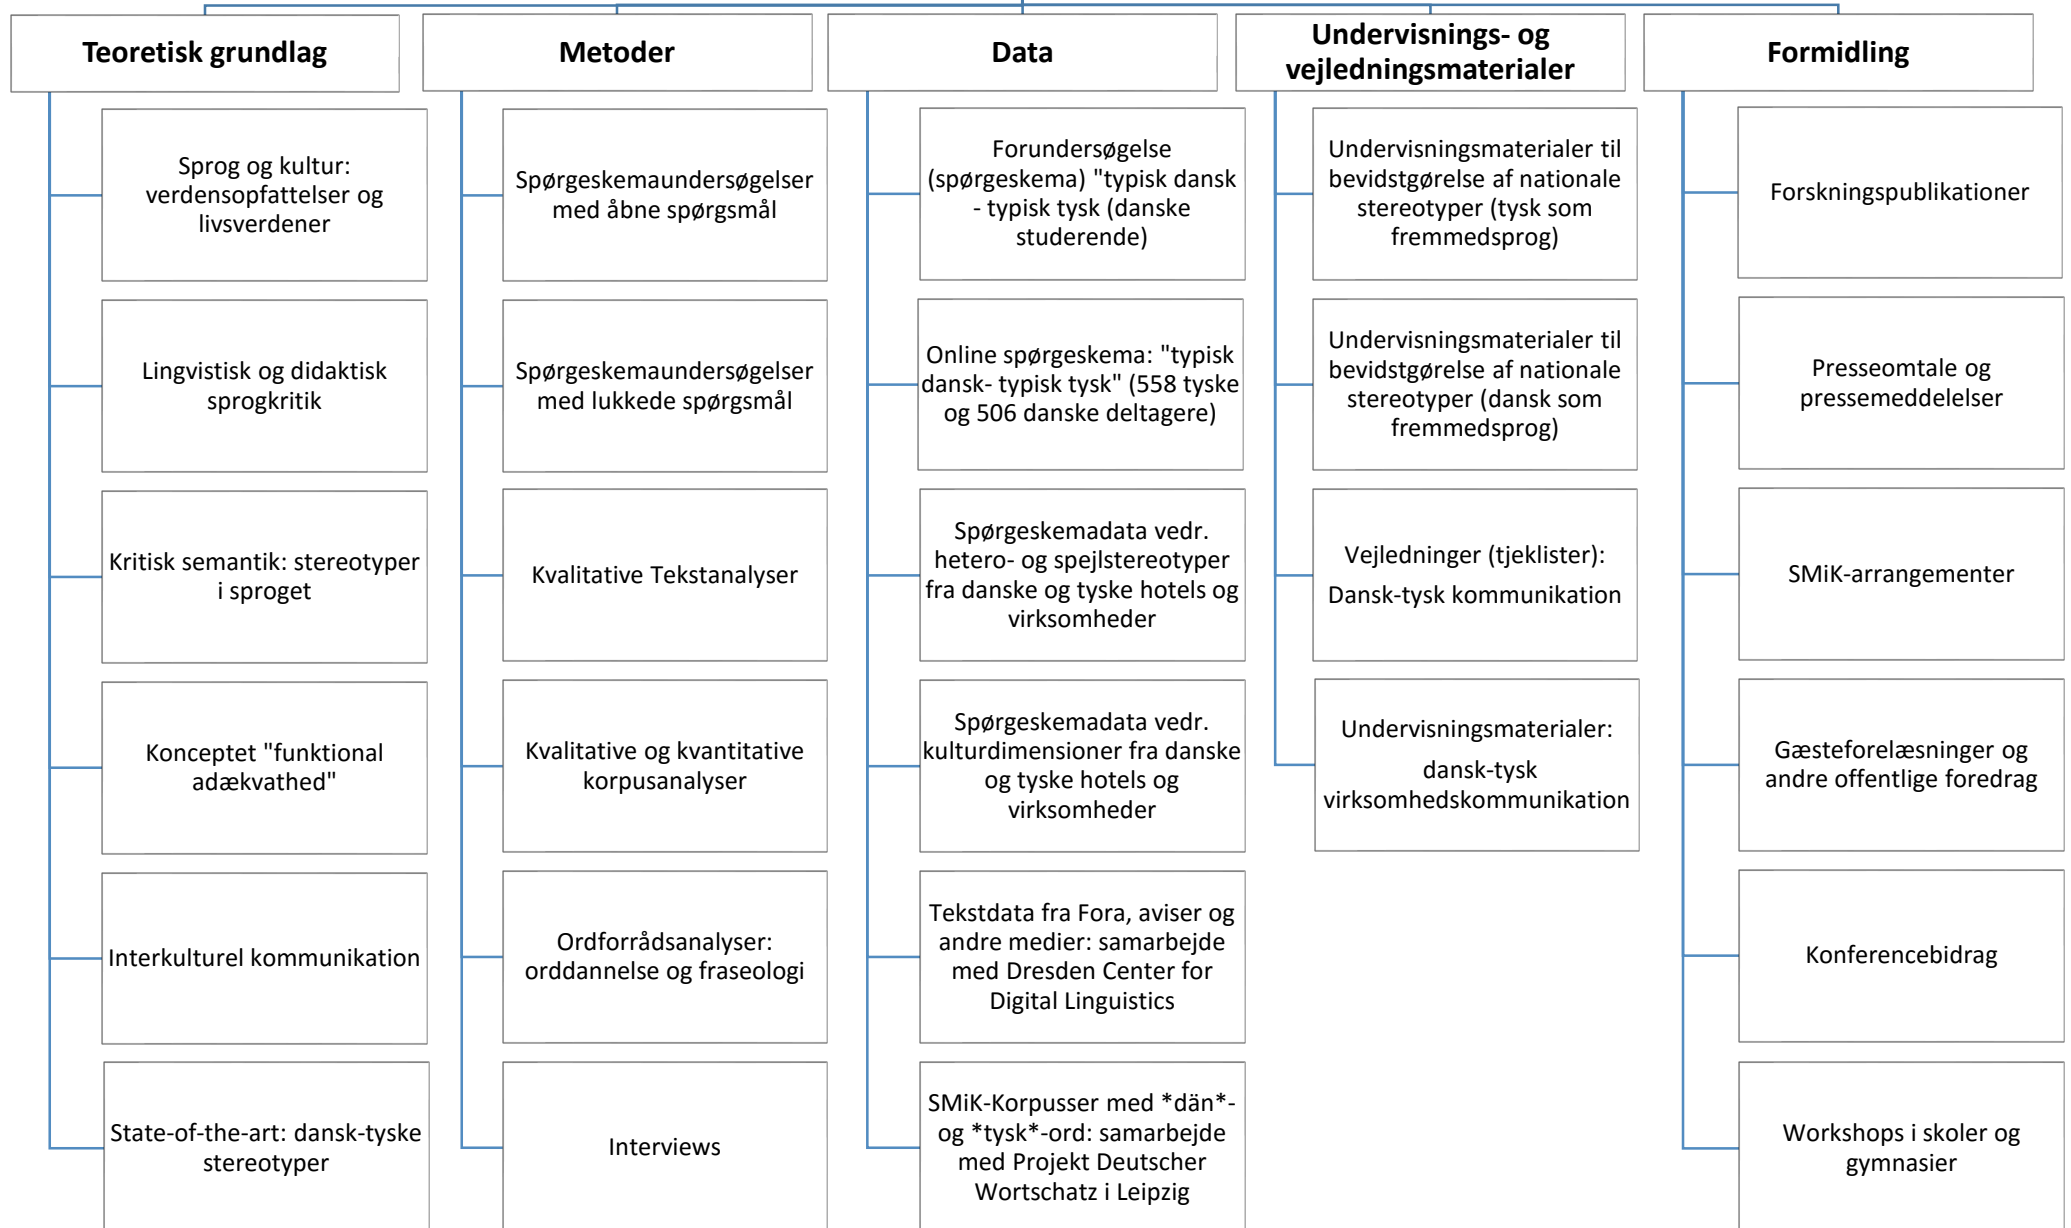 Teoretisk grundlag
Sprog og kultur:
verdensopfattelser og
livsverdener
Lingvistisk og didaktisk
sprogkritik
Kritisk semantik: stereotyper
i sproget
Konceptet "funktional
adækvathed"
Interkulturel kommunikation
State-of-the-art: dansk-tyske
stereotyper
Metoder
Spørgeskemaundersøgelser
med åbne spørgsmål
Spørgeskemaundersøgelser
med lukkede spørgsmål
Kvalitative Tekstanalyser
Kvalitative og kvantitative
korpusanalyser
Ordforrådsanalyser:
orddannelse og fraseologi
Interviews
Data
Forundersøgelse
(spørgeskema) "typisk dansk
- typisk tysk (danske
studerende)
Online spørgeskema: "typisk
dansk- typisk tysk" (558 tyske
og 506 danske deltagere)
Spørgeskemadata vedr.
hetero- og spejlstereotyper
fra danske og tyske hotels og
virksomheder
Spørgeskemadata vedr.
kulturdimensioner fra danske
og tyske hotels og
virksomheder
Tekstdata fra Fora, aviser og
andre medier: samarbejde
med Dresden Center for
Digital Linguistics
SMiK-Korpusser med *dän*-
og *tysk*-ord: samarbejde
med Projekt Deutscher
Wortschatz i Leipzig
Undervisnings- og
vejledningsmaterialer
Undervisningsmaterialer til
bevidstgørelse af nationale
stereotyper (tysk som
fremmedsprog)
Undervisningsmaterialer til
bevidstgørelse af nationale
stereotyper (dansk som
fremmedsprog)
Vejledninger (tjeklister):
Dansk-tysk kommunikation
Undervisningsmaterialer:
dansk-tysk
virksomhedskommunikation
Formidling
Forskningspublikationer
Presseomtale og
pressemeddelelser
SMiK-arrangementer
Gæsteforelæsninger og
andre offentlige foredrag
Konferencebidrag
Workshops i skoler og
gymnasier